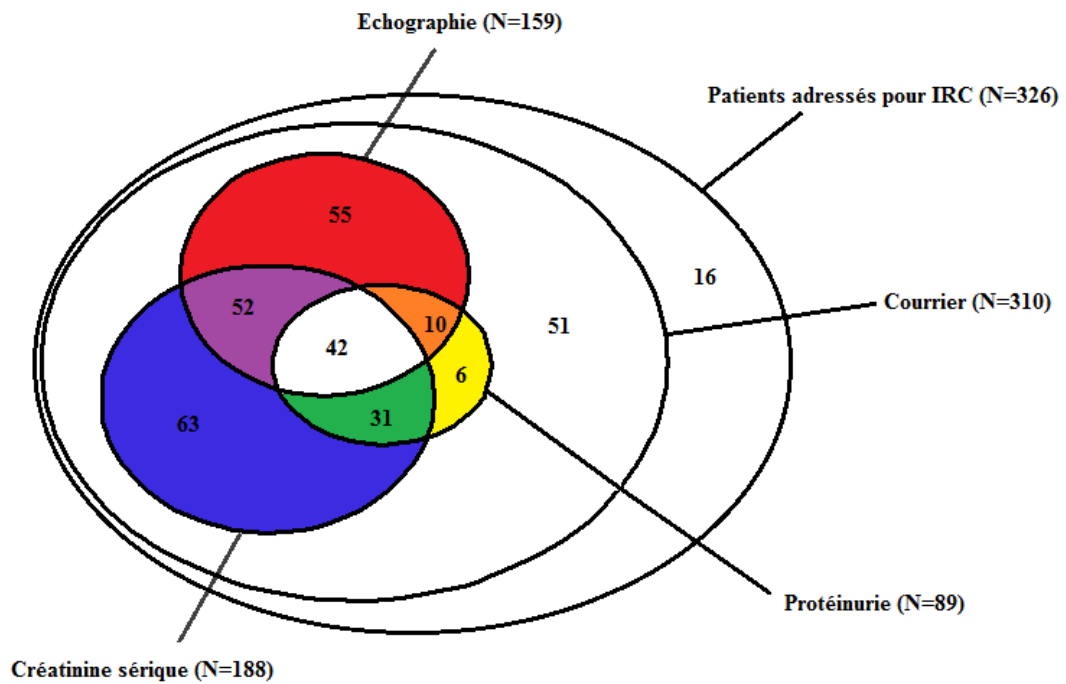 Echographie (N=159)
Patients adressés pour IRC (N=326)
55
16
52
10
51
Courrier (N=310)
42
6
63
31
Protéinurie (N=89)
Créatinine sérique (N=188)